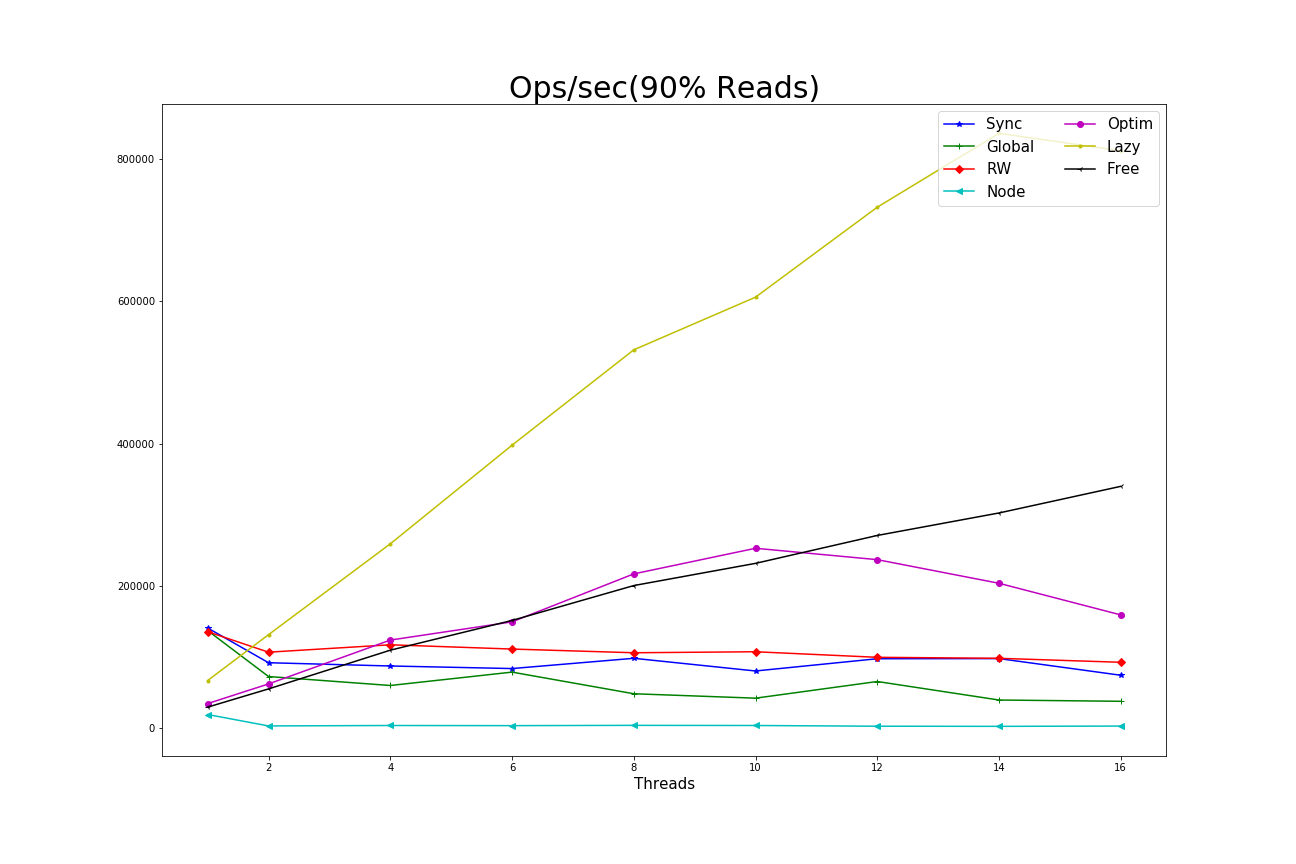 Ops/sec(90% Reads)
Sync
Global
RW
Node
Optim
Lazy
Free
800000
600000
400000
200000
0
2 4 6 8 10 12 14 16
Threads